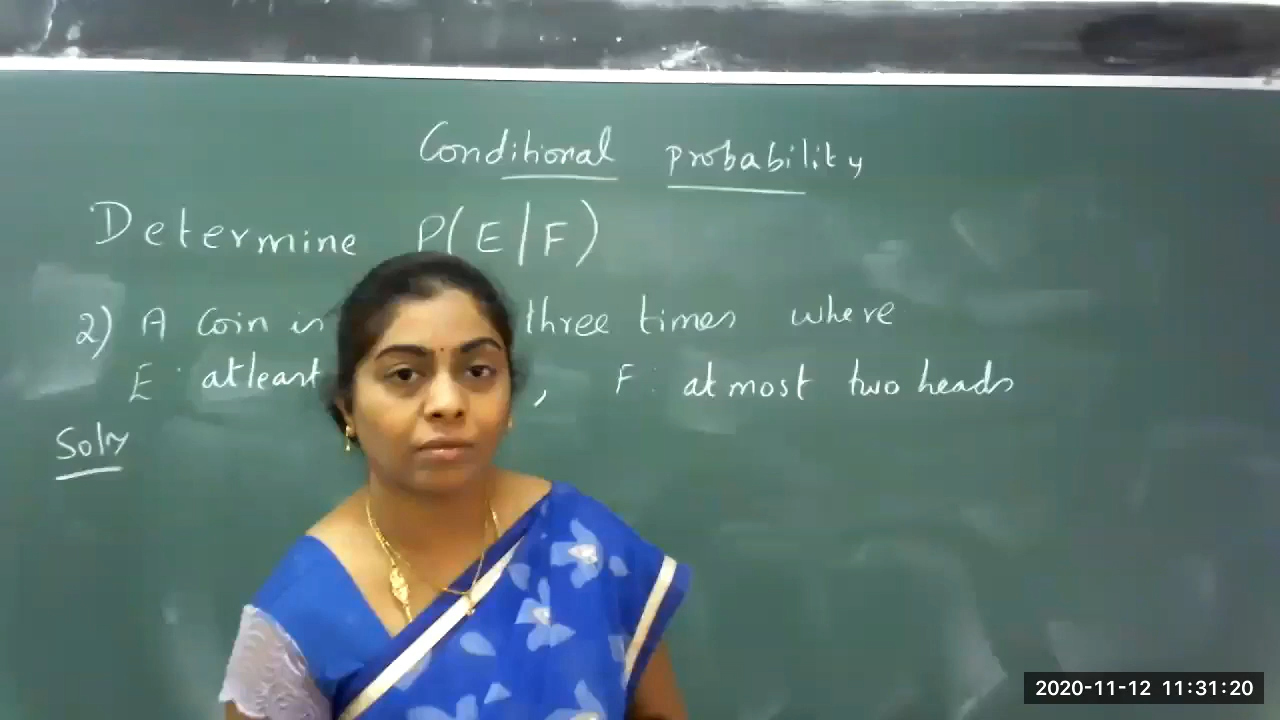 Conditional probability
Determine P(E/F)
2) A coin is three times where
E: atleast , F: at most two heads
Soln
2020-11-12 11:31:20